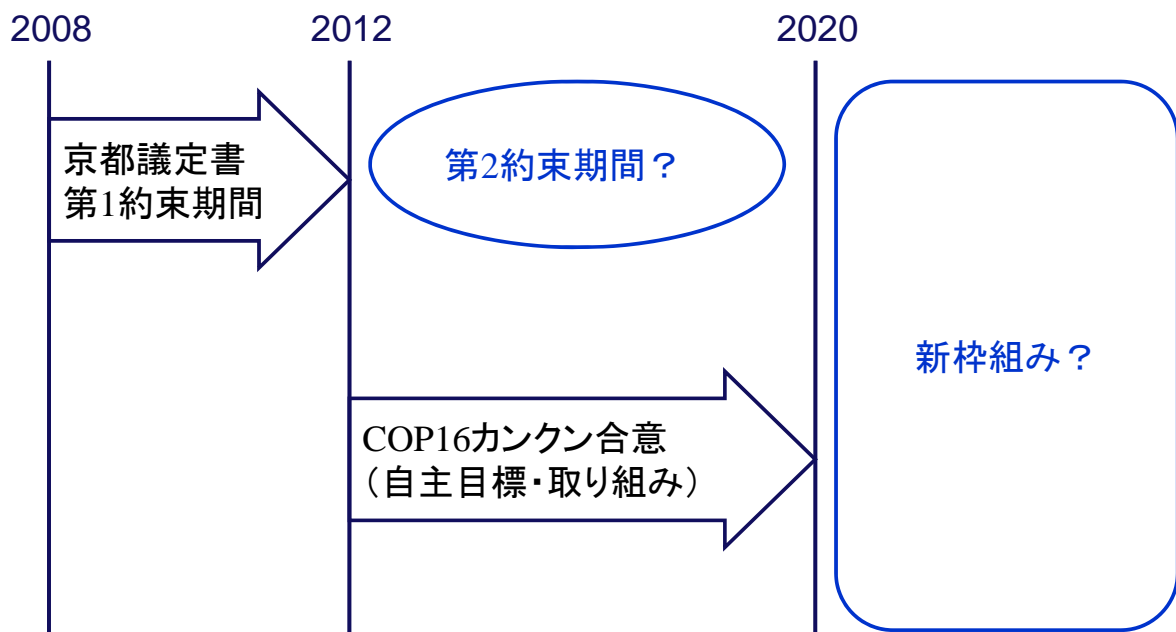 2008
2012
2020
京都議定書
第1約束期間
第2約束期間？
新枠組み？
COP16カンクン合意
（自主目標・取り組み）